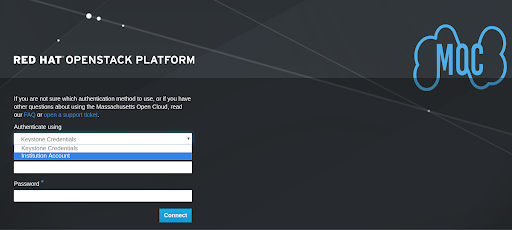 RED HAT OPENSTACK PLATFORM
MOC
If you are not sure which authentication method to use, or if you have
other questions about using the Massachusetts Open Cloud, read
our FAQ or open a support ticket.
Authenticate using
Keystone Credentials
Keystone Credentials
Institution Account
Password *
Connect